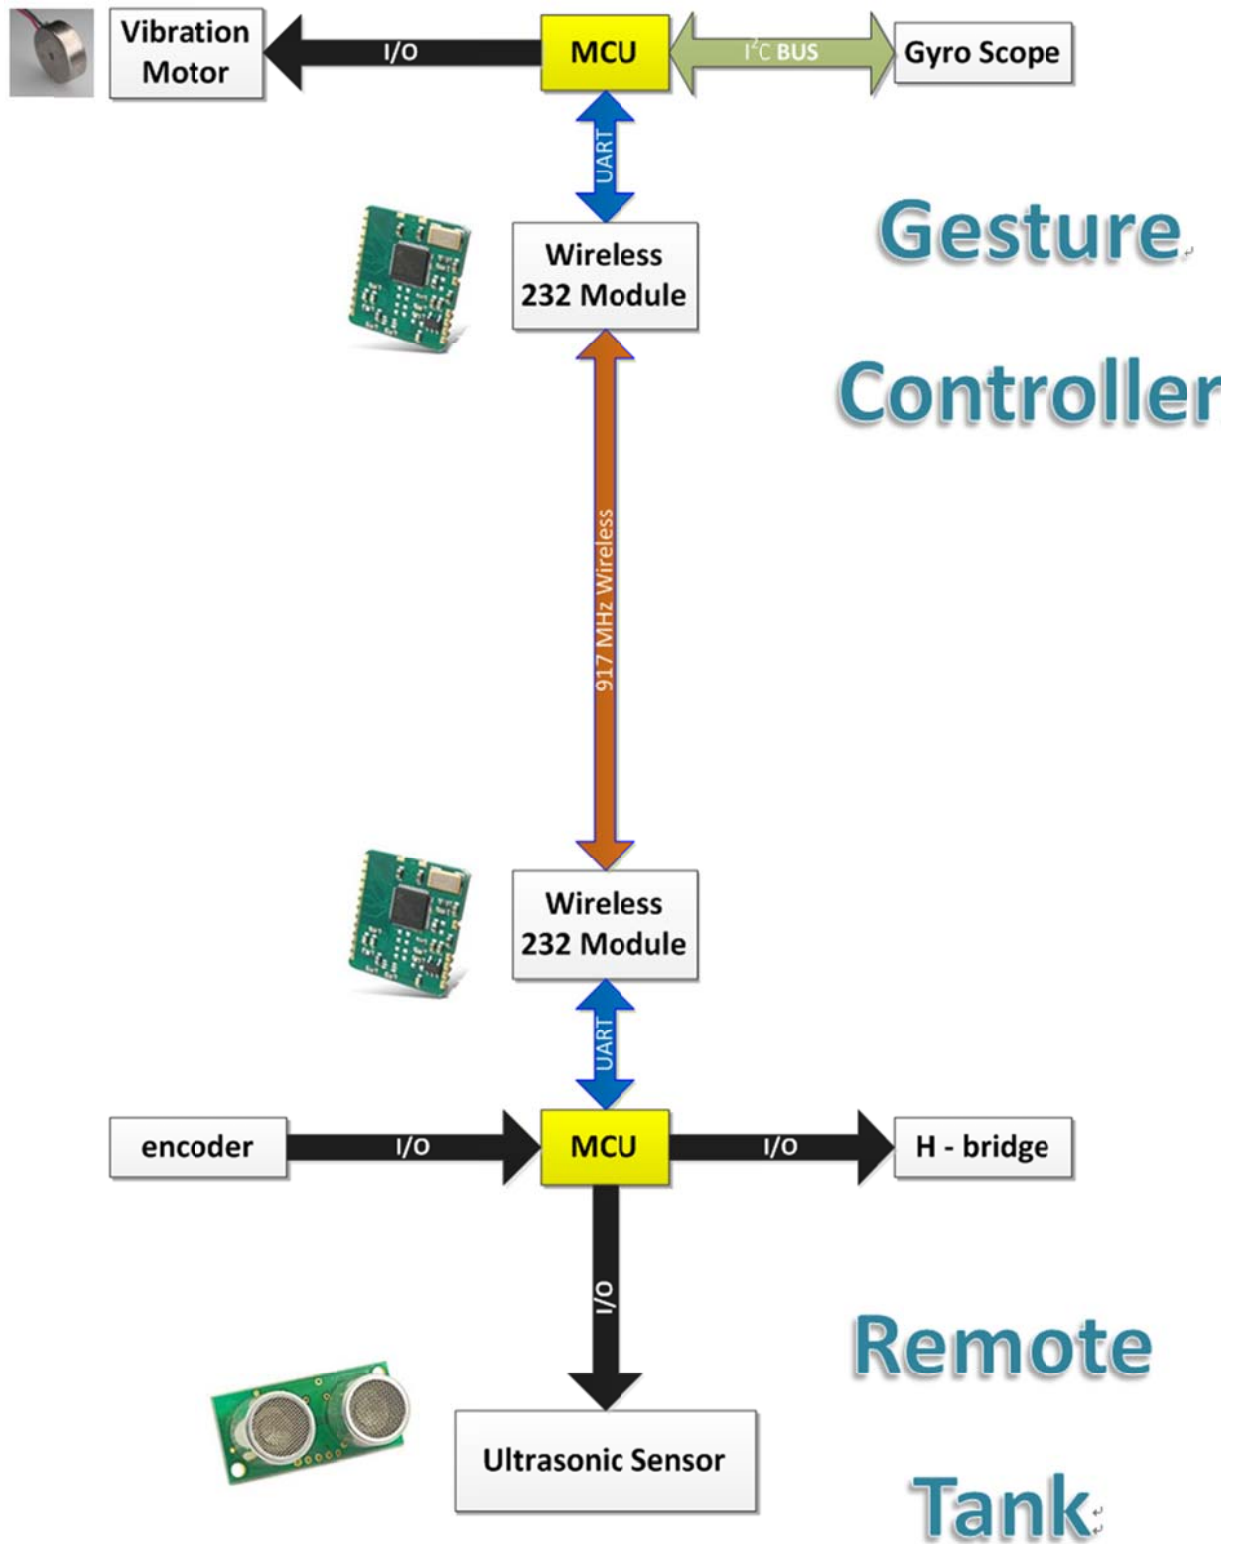 Vibration
Motor
I/O
MCU
I²C BUS
Gyro Scope
UART
Wireless
232 Module
Gesture
Controller
917 MHz Wireless
Wireless
232 Module
UART
encoder
I/O
MCU
I/O
H - bridge
I/O
Ultrasonic Sensor
Remote
Tank